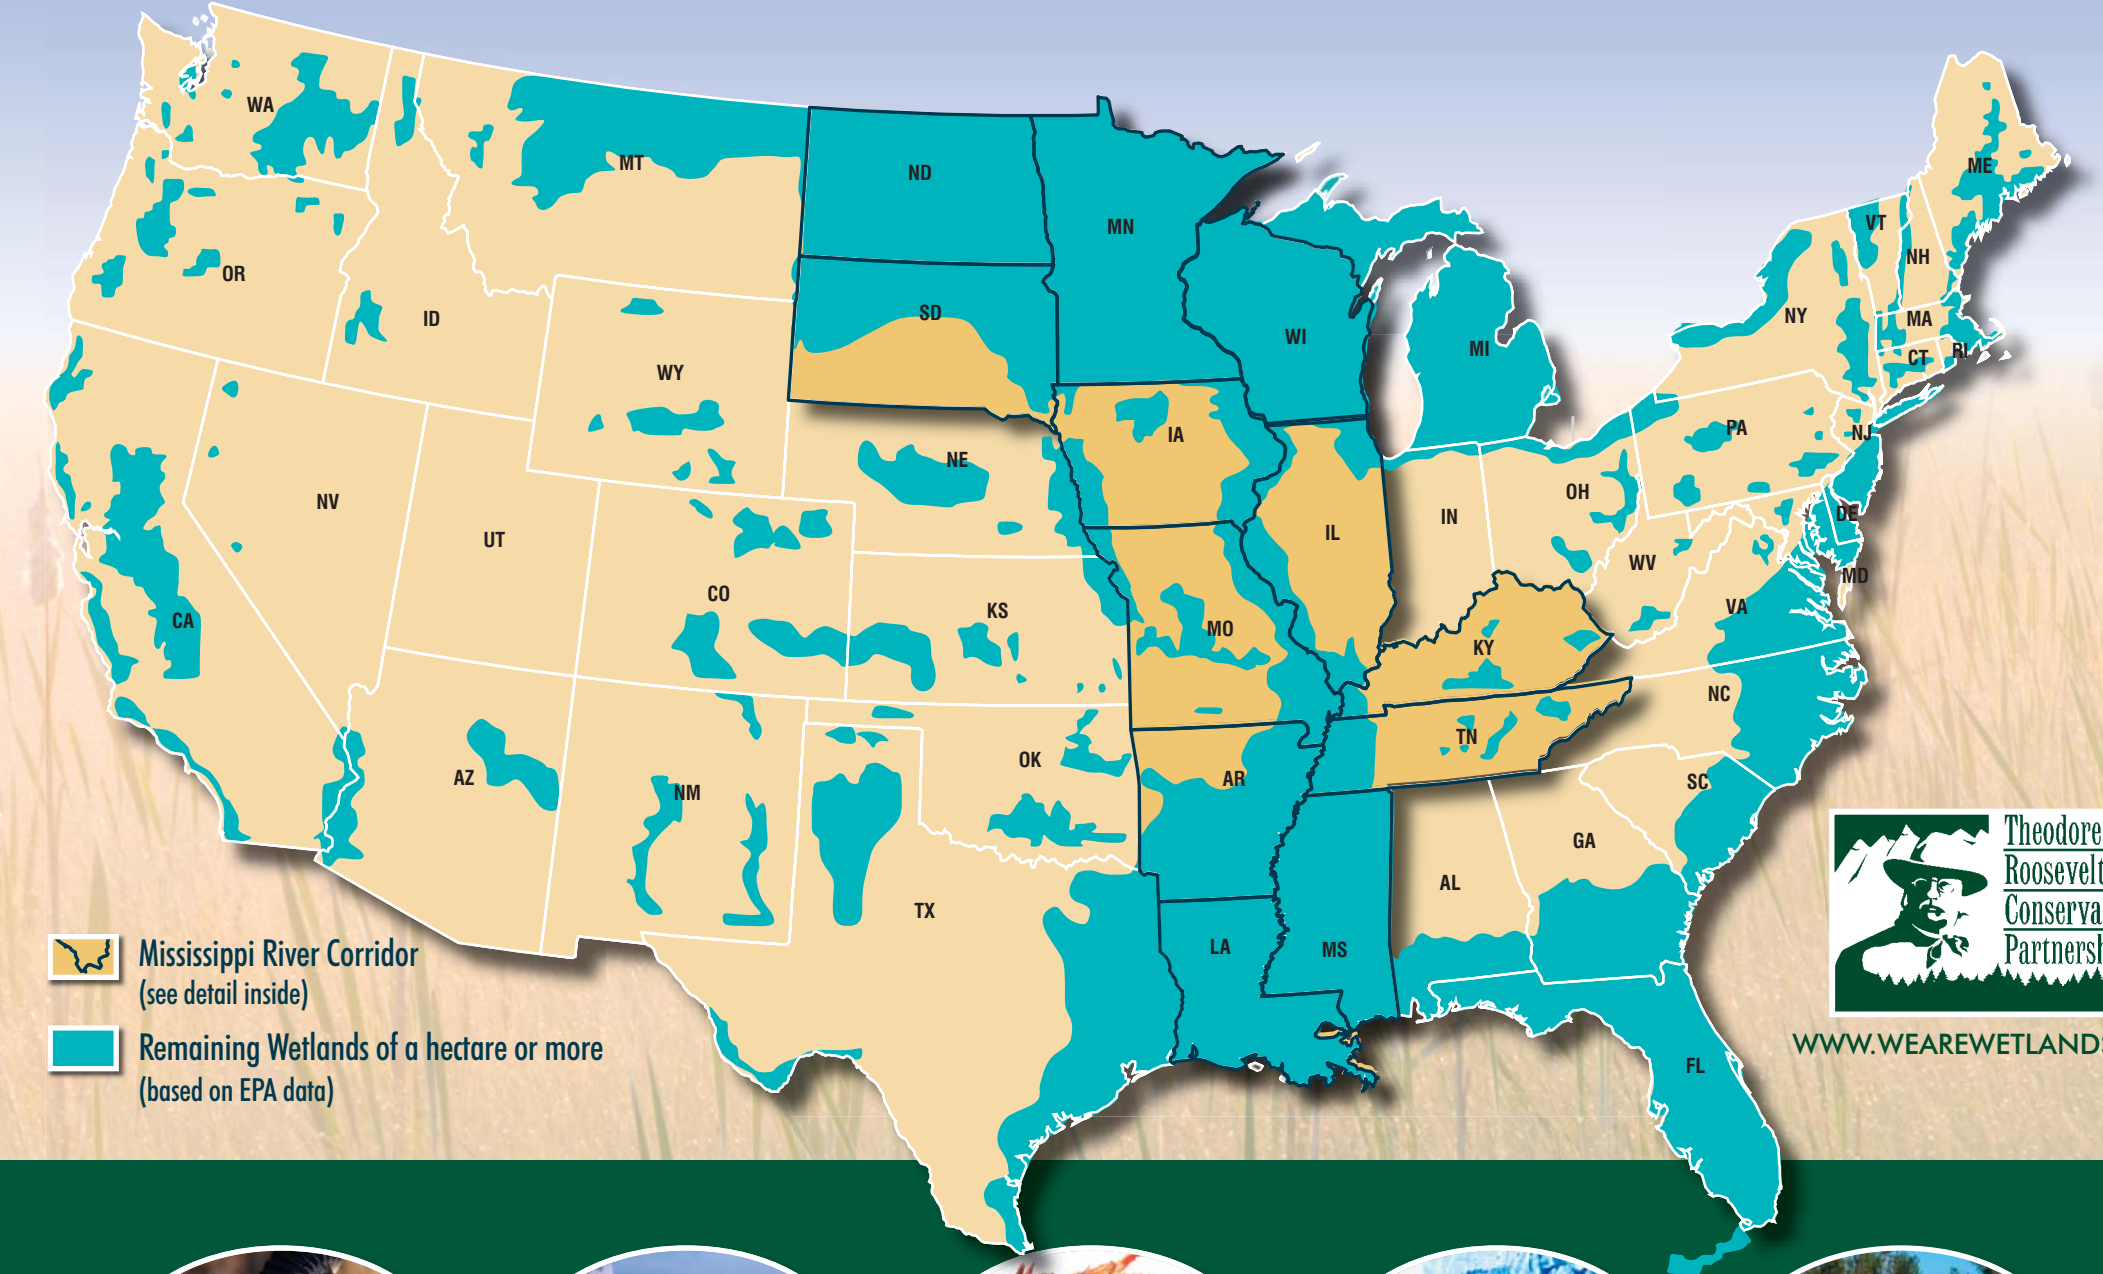 WA
MT
ND
MN
ME
VT
NH
OR
ID
SD
WI
MI
NY
MA
RI
CT
WY
IA
PA
NJ
NE
NV
UT
IL
IN
OH
DE
WV
MD
CO
KS
CA
MO
KY
VA
NC
AZ
NM
OK
AR
TN
SC
GA
AL
TX
LA
MS
FL
Theodore
Roosevelt
Conserva
Partnersh
WWW.WEAREWETLANDS
Mississippi River Corridor
(see detail inside)
Remaining Wetlands of a hectare or more
(based on EPA data)